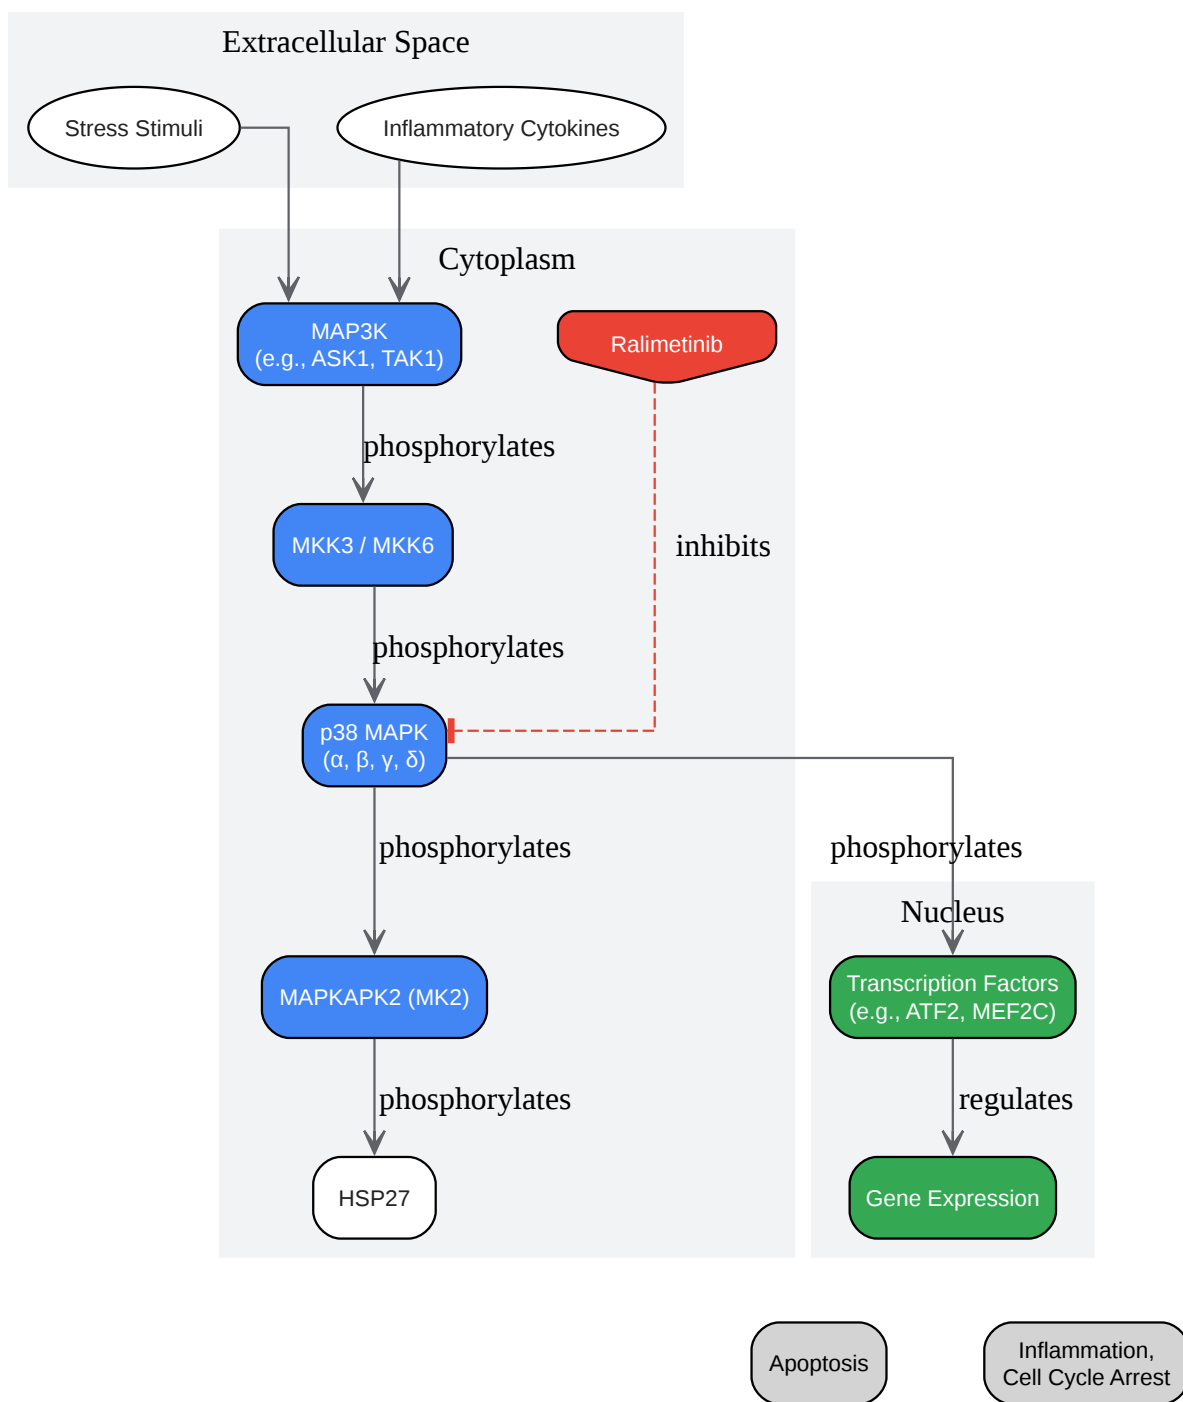 Extracellular Space
Stress Stimuli
Inflammatory Cytokines
Cytoplasm
MAP3K
(e.g., ASK1, TAK1)
Ralimetinib
phosphorylates
MKK3 / MKK6
inhibits
phosphorylates
p38 MAPK
(α, β, γ, δ)
phosphorylates
phosphorylates
Nucleus
MAPKAPK2 (MK2)
Transcription Factors
(e.g., ATF2, MEF2C)
phosphorylates
regulates
HSP27
Gene Expression
Apoptosis
Inflammation,
Cell Cycle Arrest